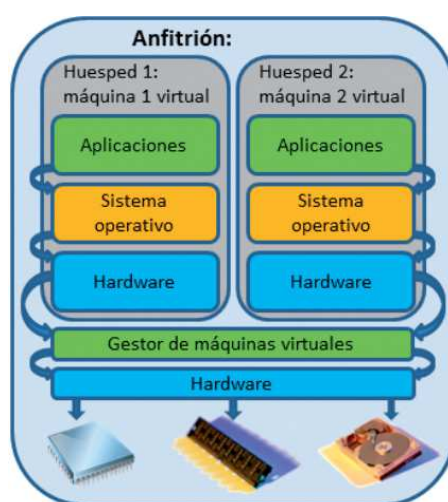 Anfitrión:
Huesped 1:
máquina 1 virtual
Aplicaciones
Sistema
operativo
Hardware
Huesped 2:
máquina 2 virtual
Aplicaciones
Sistema
operativo
Hardware
Gestor de máquinas virtuales
Hardware